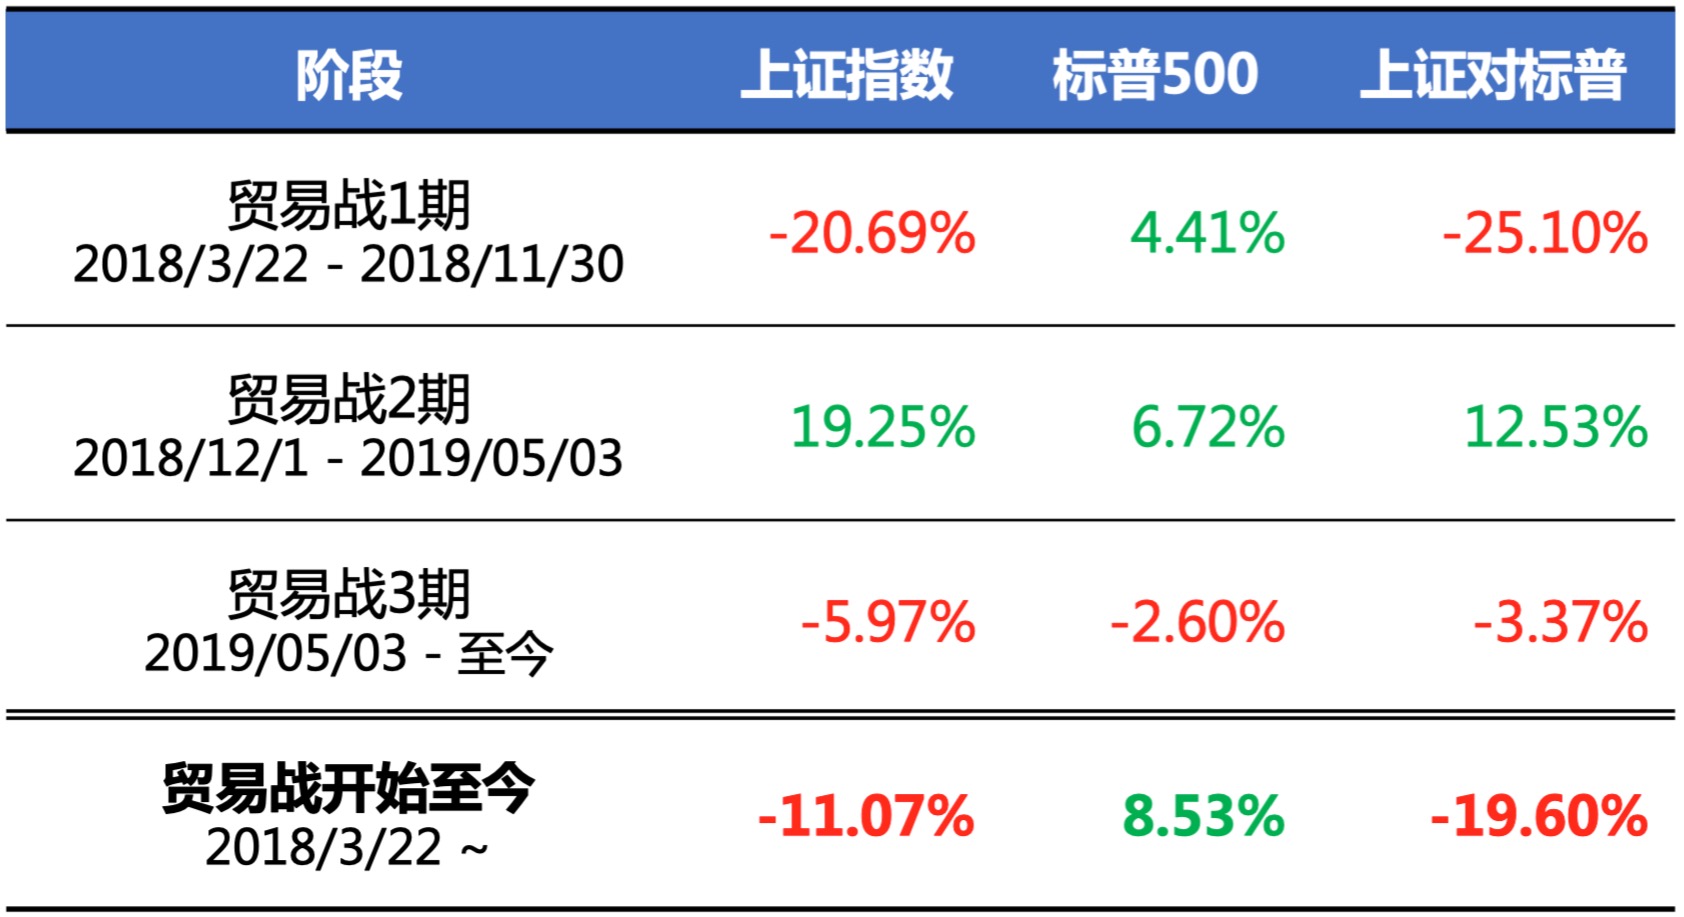 阶段 上证指数 标普500 上证对标普
贸易战1期
2018/3/22 - 2018/11/30
-20.69% 4.41% -25.10%
贸易战2期
2018/12/1 - 2019/05/03
19.25% 6.72% 12.53%
贸易战3期
2019/05/03 - 至今
-5.97% -2.60% -3.37%
贸易战开始至今
2018/3/22 ~
-11.07% 8.53% -19.60%